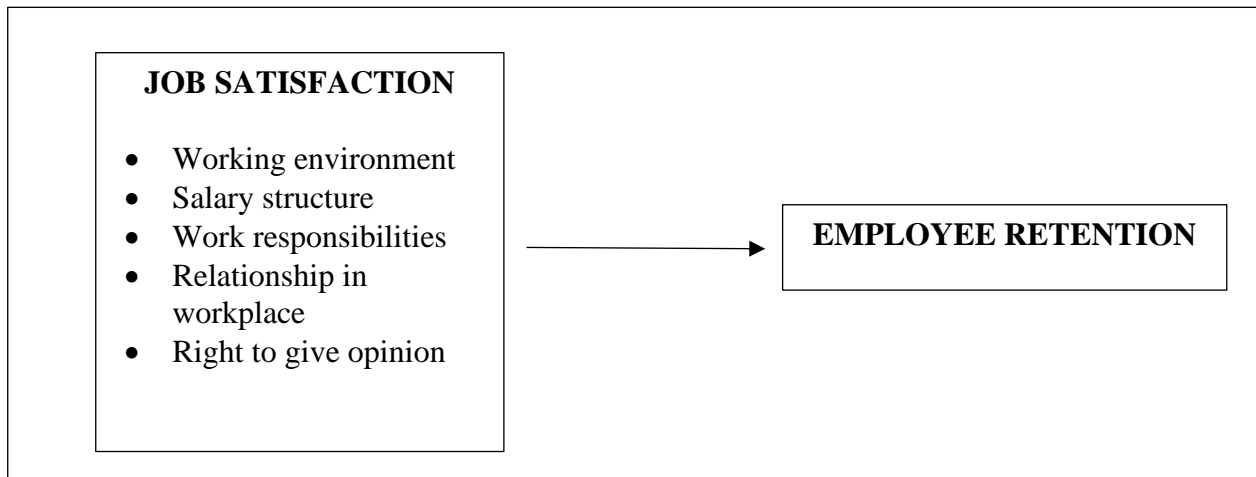 JOB SATISFACTION
• Working environment
• Salary structure
• Work responsibilities
• Relationship in
workplace
• Right to give opinion
EMPLOYEE RETENTION